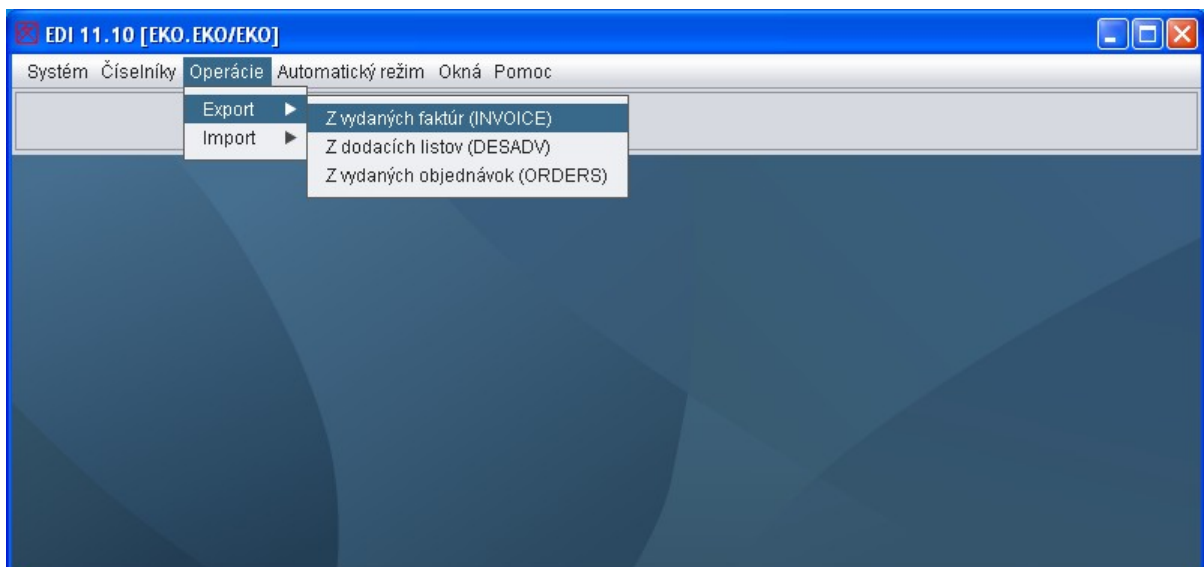 EDI 11.10 [EKO.EKO/EKO]
Systém Číselníky Operácie Automatický režim Okná Pomoc
Export
Import
Z vydaných faktúr (INVOICE)
Z dodacích listov (DESADV)
Z vydaných objednávok (ORDERS)